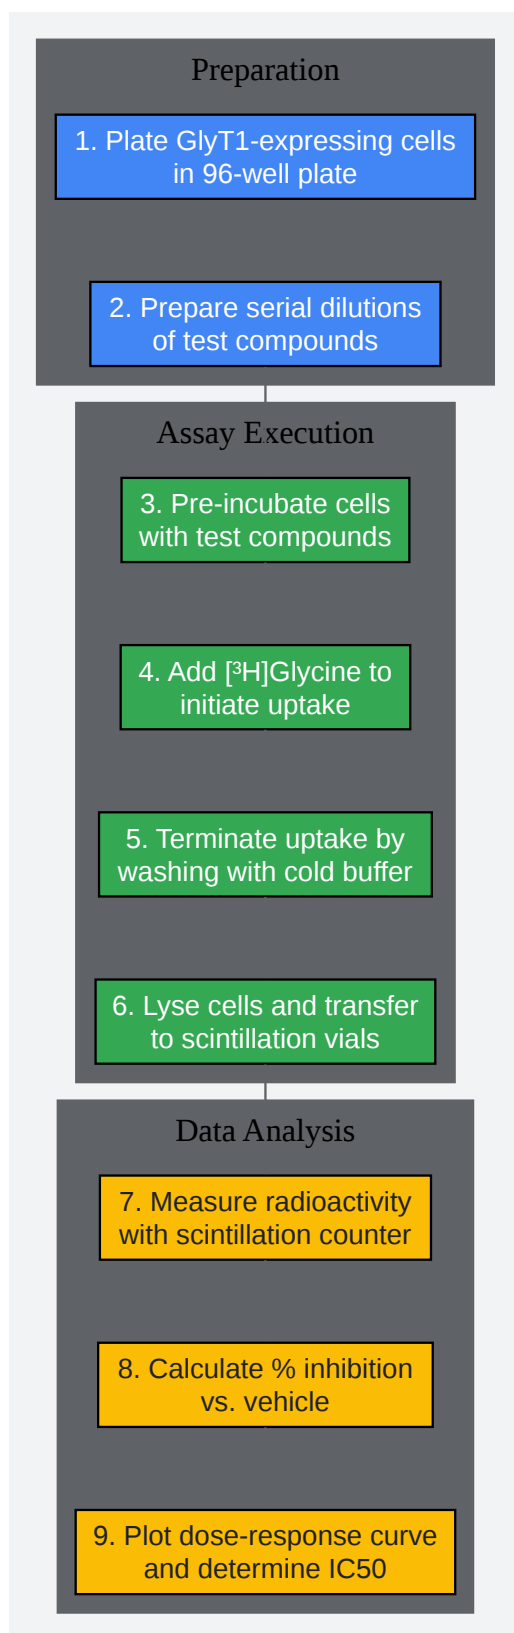 Preparation
1. Plate GlyT1-expressing cells
in 96-well plate
2. Prepare serial dilutions
of test compounds
Assay Execution
3. Pre-incubate cells
with test compounds
4. Add [³H]Glycine to
initiate uptake
5. Terminate uptake by
washing with cold buffer
6. Lyse cells and transfer
to scintillation vials
Data Analysis
7. Measure radioactivity
with scintillation counter
8. Calculate % inhibition
vs. vehicle
9. Plot dose-response curve
and determine IC50